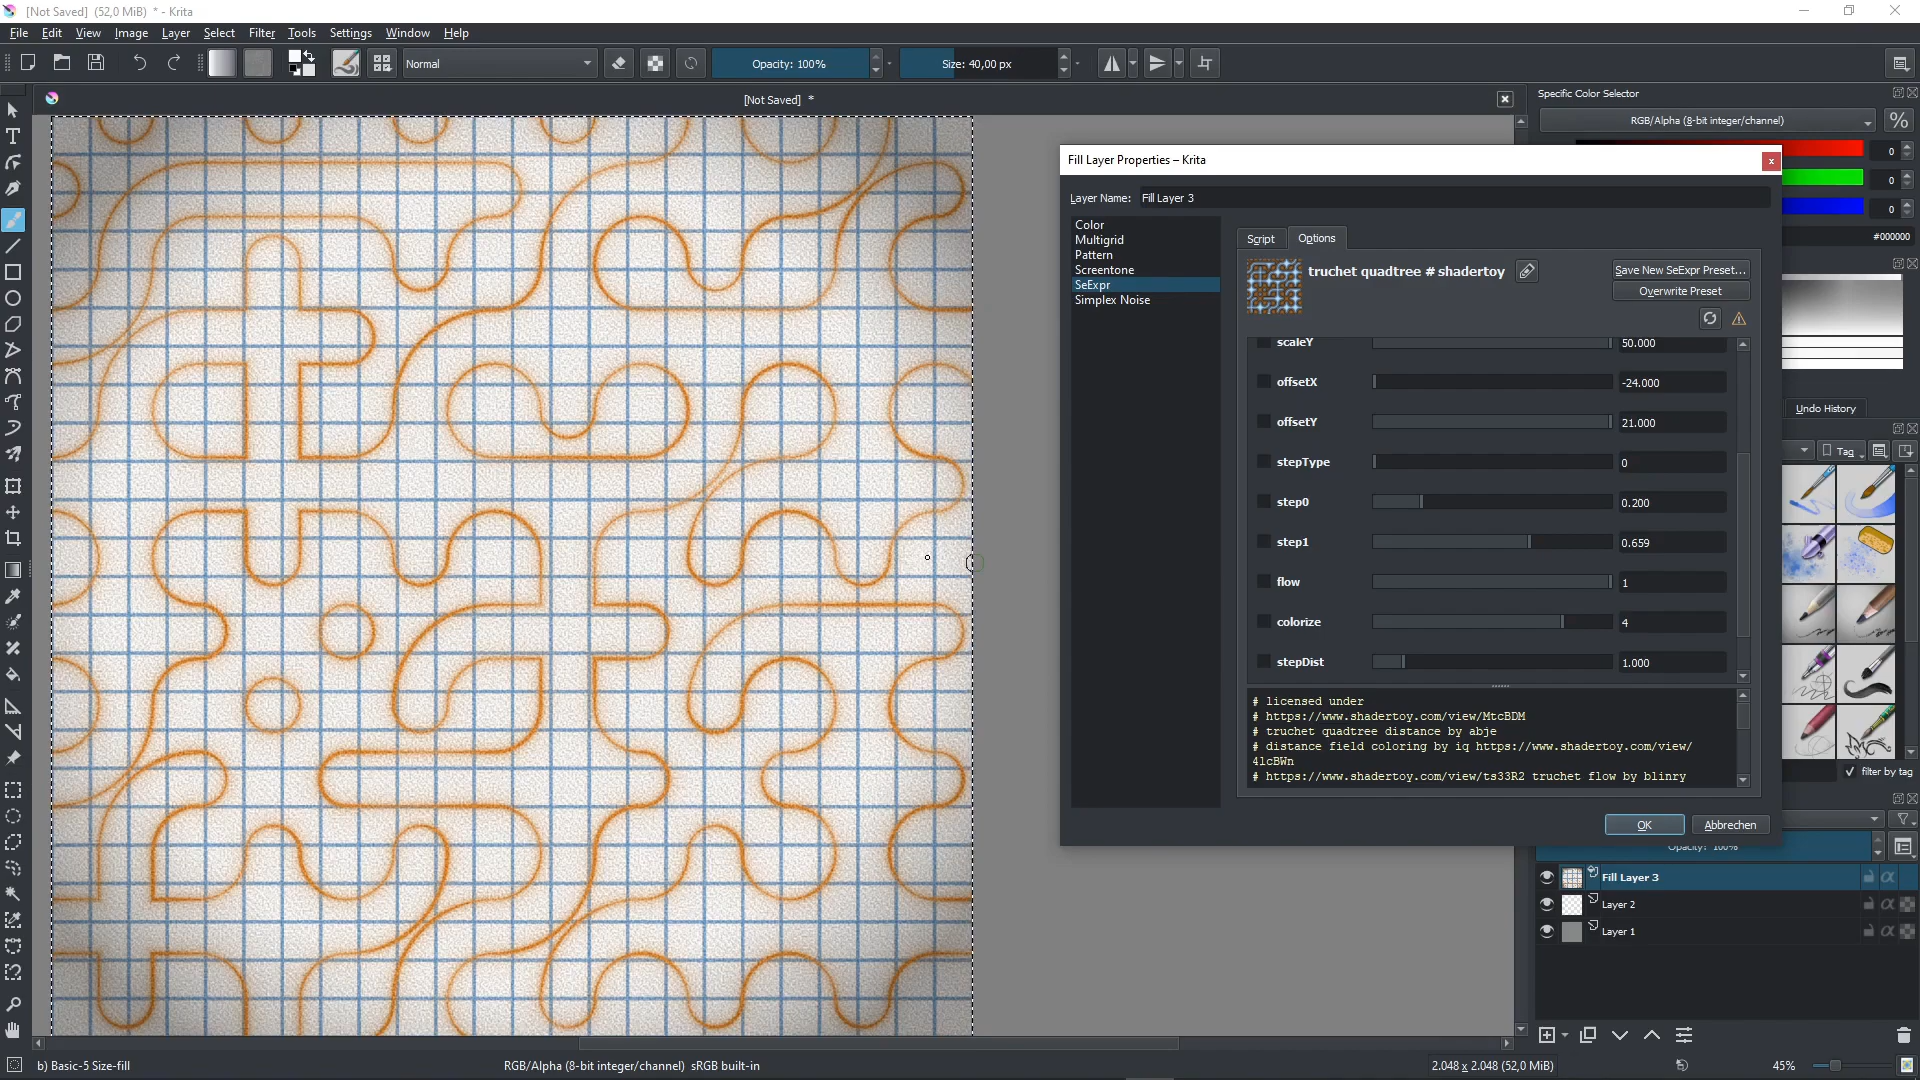 [Not Saved]  (52,0 MiB)  * - Krita
File Edit View Image Layer Select Filter Tools Settings Window Help
Normal
Opacity: 100%
Size: 40,00 px
[Not Saved]  *
Specific Color Selector
RGB/Alpha (8-bit integer/channel)
%
0
0
0
#000000
Fill Layer Properties – Krita
x
Layer Name: Fill Layer 3
Color
Multigrid
Pattern
Screentone
SeExpr
Simplex Noise
Script Options
truchet quadtree # shadertoy
Save New SeExpr Preset...
Overwrite Preset
scaleY 50.000
offsetX -24.000
offsetY 21.000
stepType 0
step0 0.200
step1 0.659
flow 1
colorize 4
stepDist 1.000
# licensed under
# https://www.shadertoy.com/view/MtcBDM
# truchet quadtree distance by abje
# distance field coloring by iq https://www.shadertoy.com/view/
4lcBWn
# https://www.shadertoy.com/view/ts33R2 truchet flow by blinry
OK
Abbrechen
Undo History
Tag
filter by tag
Opacity: 100%
Fill Layer 3
Layer 2
Layer 1
b) Basic-5 Size-fill
RGB/Alpha (8-bit integer/channel)  sRGB built-in
2.048 x 2.048 (52,0 MiB)
45%